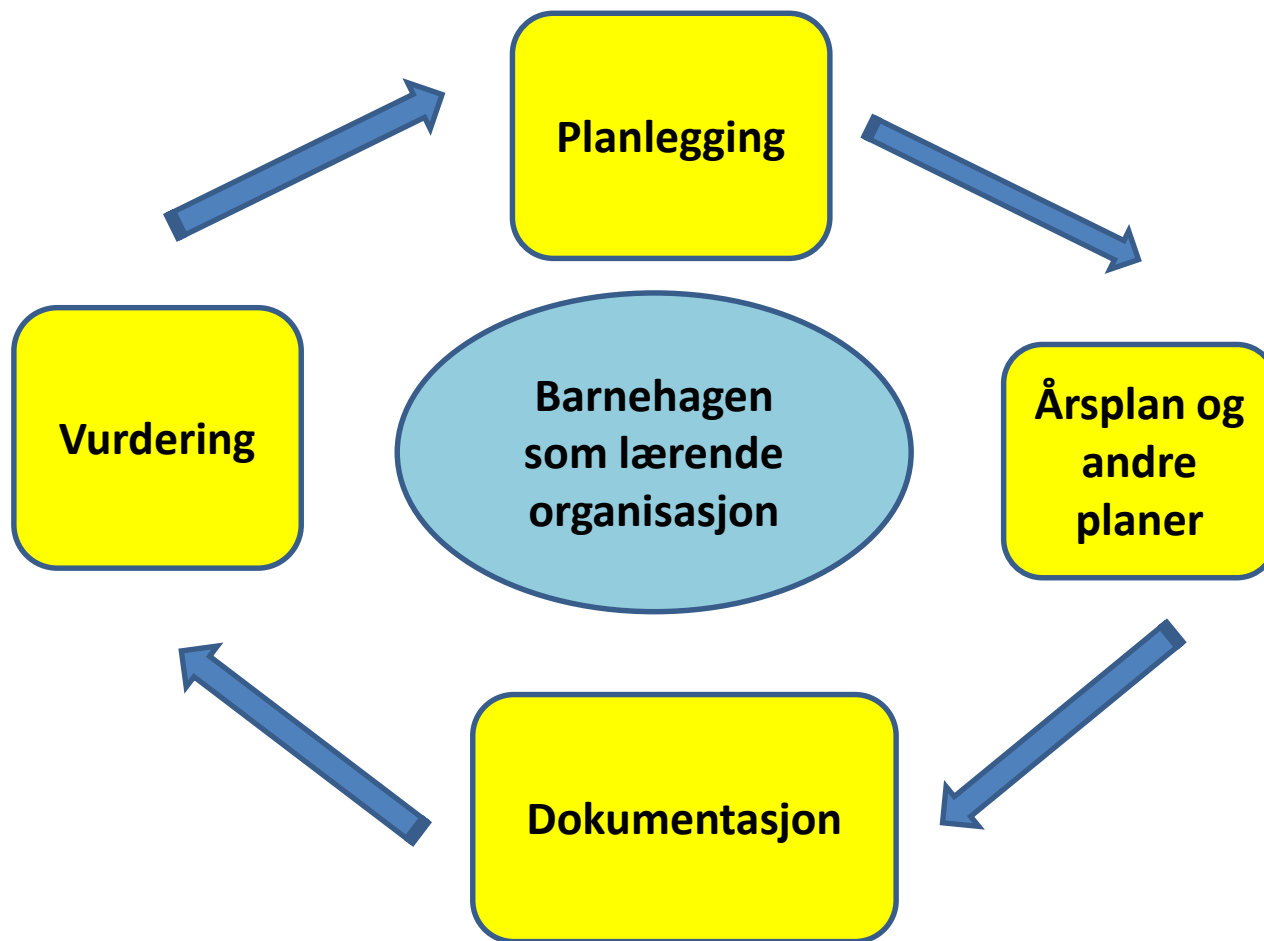 Planlegging
Barnehagen
som lærende
organisasjon
Årsplan og
andre
planer
Vurdering
Dokumentasjon